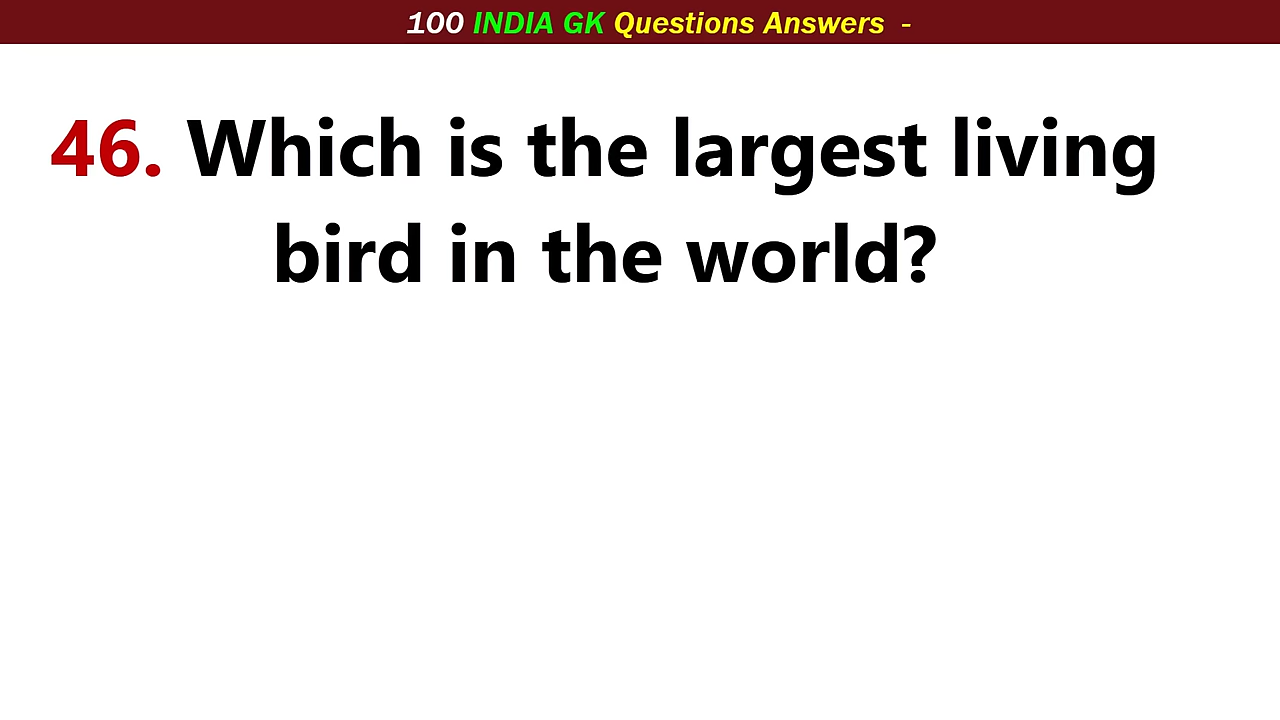 100 INDIA GK Questions Answers -
46. Which is the largest living
bird in the world?